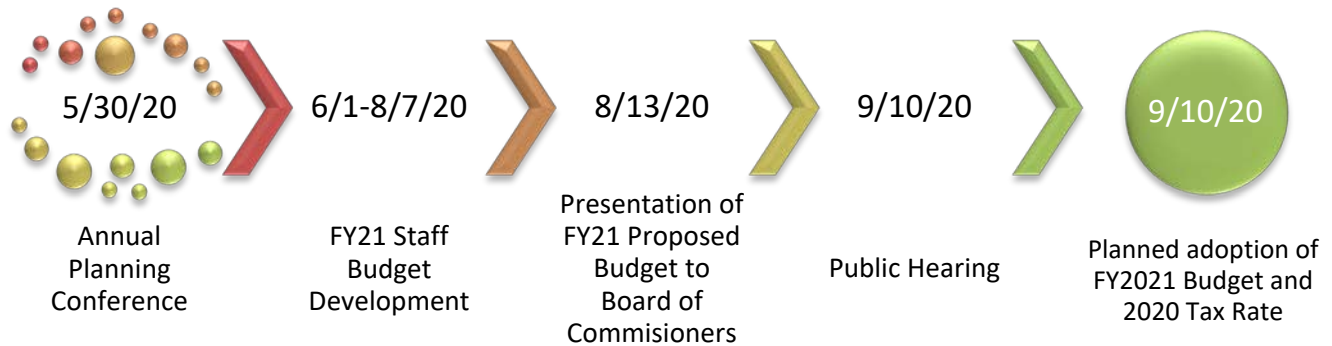 5/30/20
Annual
Planning
Conference
6/1-8/7/20
FY21 Staff
Budget
Development
8/13/20
Presentation of
FY21 Proposed
Budget to
Board of
Commisioners
9/10/20
Public Hearing
9/10/20
Planned adoption of
FY2021 Budget and
2020 Tax Rate